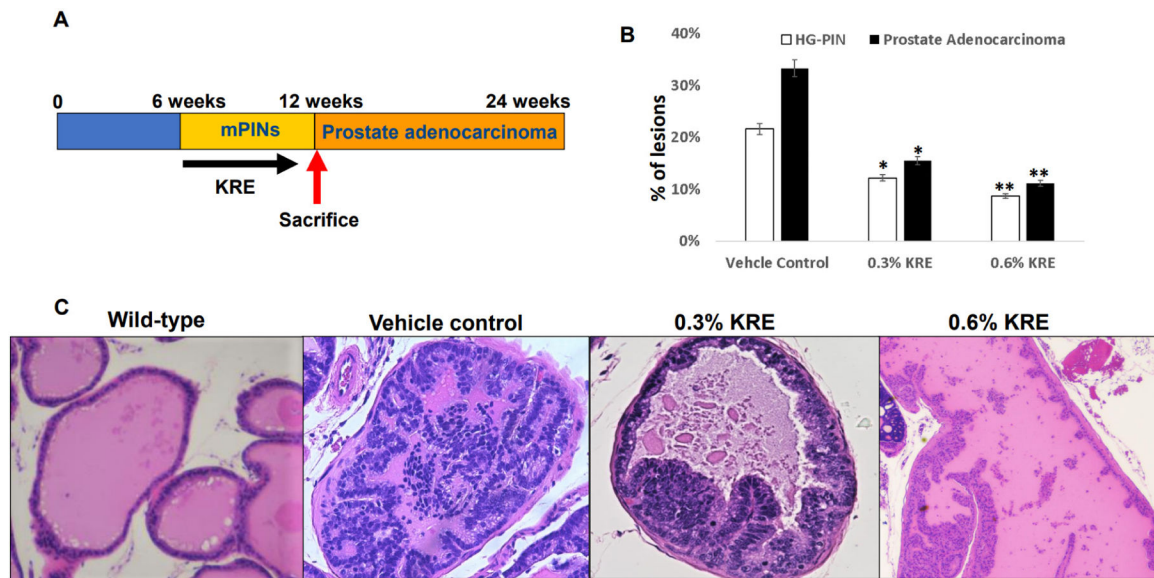 A
0 6 weeks 12 weeks 24 weeks
mPINs Prostate adenocarcinoma
KRE
Sacrifice
B
40%
HG-PIN Prostate Adenocarcinoma
30%
20%
10%
0%
% of lesions
* *
** **
Vehcle Control 0.3% KRE 0.6% KRE
C
Wild-type Vehicle control 0.3% KRE 0.6% KRE